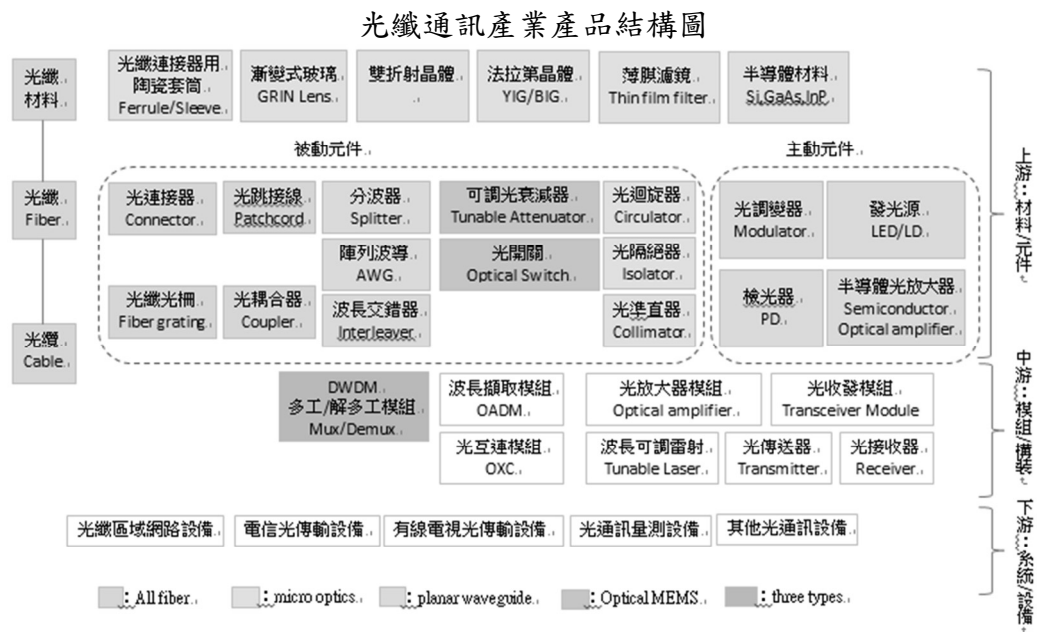 光纖通訊產業產品結構圖
光纖
材料
光纖連接器用
陶瓷套筒
Ferrule/Sleeve
漸變式玻璃
GRIN Lens
雙折射晶體
法拉第晶體
YIG/BIG
薄膜濾鏡
Thin film filter
半導體材料
Si,GaAs,InP
被動元件
主動元件
光纖
Fiber
光連接器
Connector
光跳接線
Patchcord
分波器
Splitter
可調光衰減器
Tunable Attenuator
光迴旋器
Circulator
光調變器
Modulator
發光源
LED/LD
陣列波導
AWG
光開關
Optical Switch
光隔絕器
Isolator
光纖光柵
Fiber grating
光耦合器
Coupler
波長交錯器
Interleaver
光準直器
Collimator
檢光器
PD
半導體光放大器
Semiconductor
Optical amplifier
光纜
Cable
上游：材料/元件
DWDM
多工/解多工模組
Mux/Demux
波長擷取模組
OADM
光放大器模組
Optical amplifier
光收發模組
Transceiver Module
光互連模組
OXC
波長可調雷射
Tunable Laser
光傳送器
Transmitter
光接收器
Receiver
中游：模組/構裝
光纖區域網路設備
電信光傳輸設備
有線電視光傳輸設備
光通訊量測設備
其他光通訊設備
下游：系統/設備
：All fiber
：micro optics
：planar waveguide
：Optical MEMS
：three types